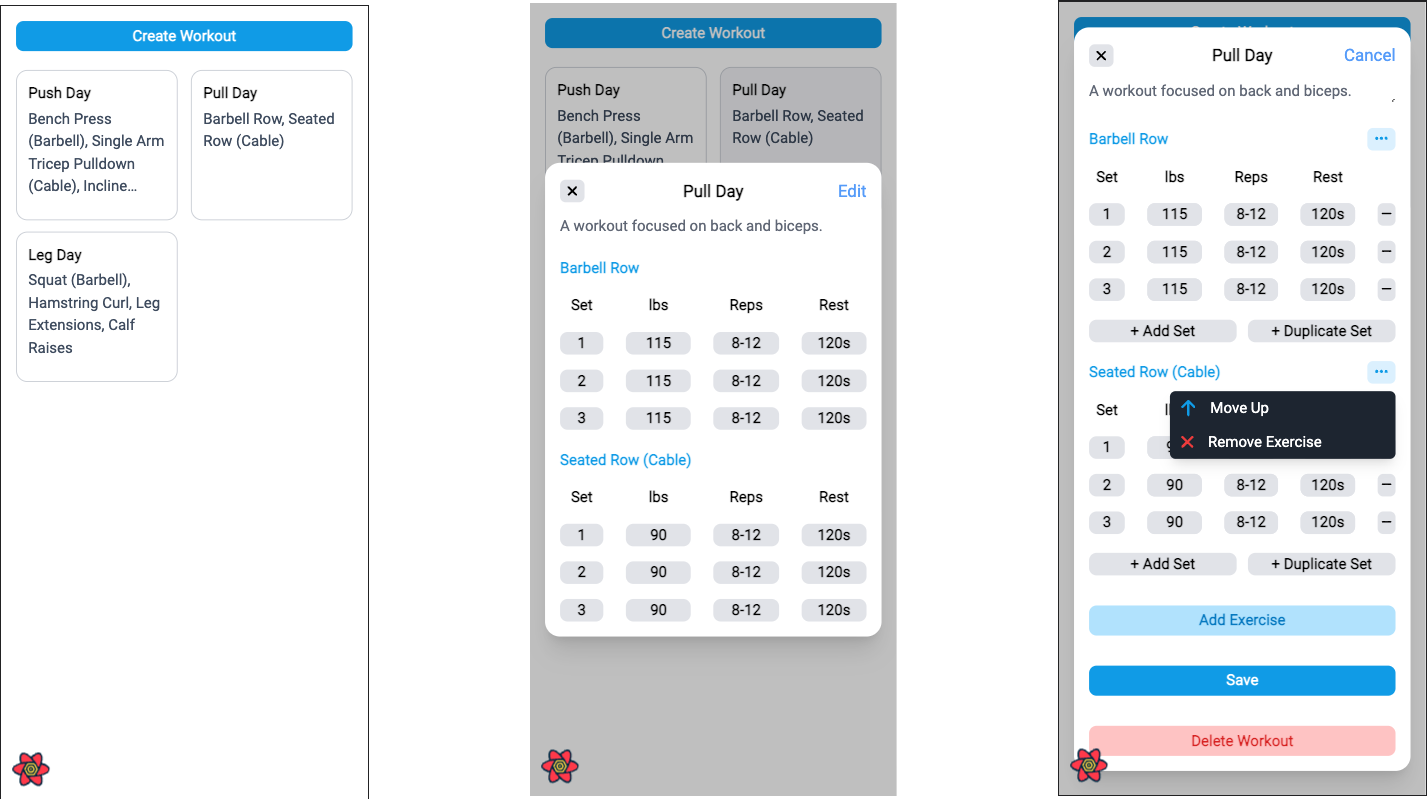 Create Workout
Push Day
Bench Press
(Barbell), Single Arm
Tricep Pulldown
(Cable), Incline…
Pull Day
Barbell Row, Seated
Row (Cable)
Leg Day
Squat (Barbell),
Hamstring Curl, Leg
Extensions, Calf
Raises
Create Workout
Push Day
Bench Press
(Barbell), Single Arm
Tricep Pulldown
Pull Day
Barbell Row, Seated
Row (Cable)
Pull Day Edit
A workout focused on back and biceps.
Barbell Row
Set lbs Reps Rest
1 115 8-12 120s
2 115 8-12 120s
3 115 8-12 120s
Seated Row (Cable)
Set lbs Reps Rest
1 90 8-12 120s
2 90 8-12 120s
3 90 8-12 120s
Pull Day Cancel
A workout focused on back and biceps.
Barbell Row ···
Set lbs Reps Rest
1 115 8-12 120s –
2 115 8-12 120s –
3 115 8-12 120s –
+ Add Set + Duplicate Set
Seated Row (Cable) ···
Set
Move Up
Remove Exercise
1
2 90 8-12 120s –
3 90 8-12 120s –
+ Add Set + Duplicate Set
Add Exercise
Save
Delete Workout